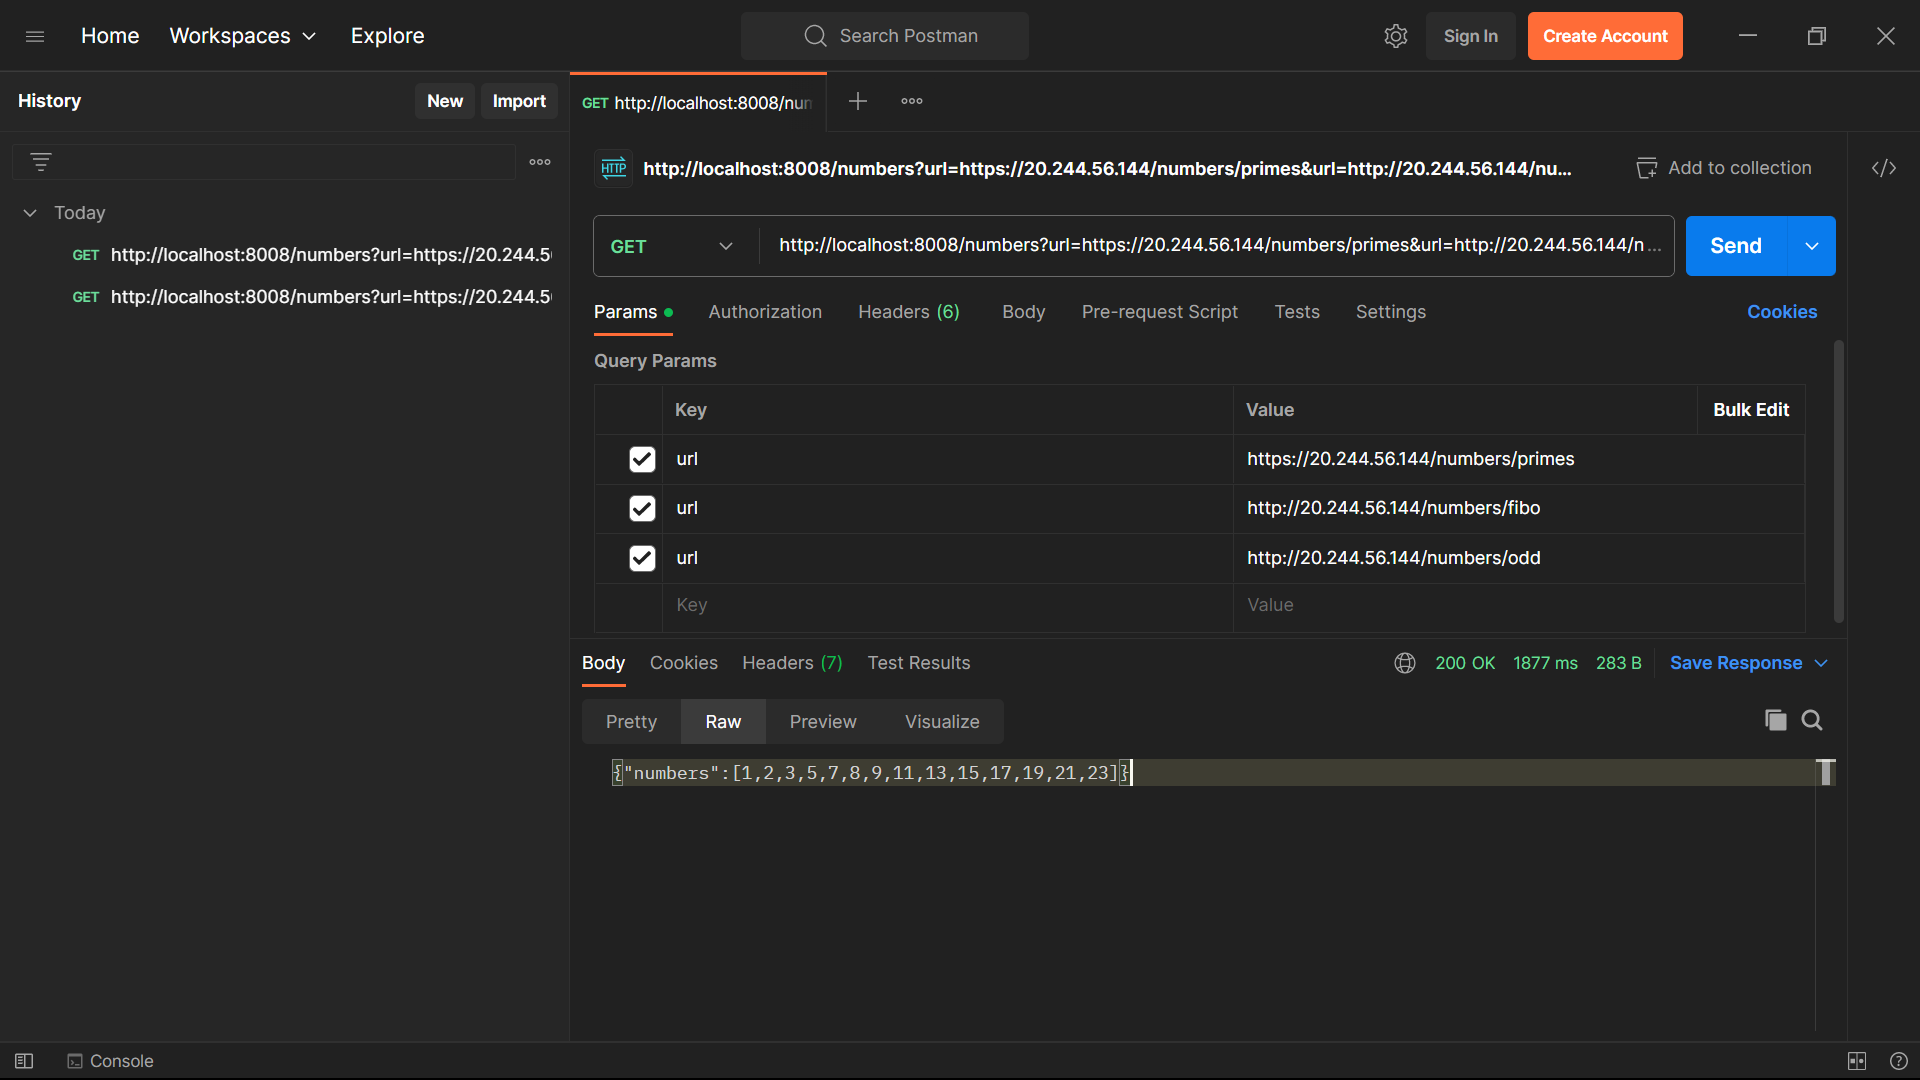 Home Workspaces Explore Search Postman Sign In Create Account
History New Import
GET http://localhost:8008/nun
Today
GET http://localhost:8008/numbers?url=https://20.244.5
GET http://localhost:8008/numbers?url=https://20.244.5
HTTP http://localhost:8008/numbers?url=https://20.244.56.144/numbers/primes&url=http://20.244.56.144/nu... Add to collection </>
GET http://localhost:8008/numbers?url=https://20.244.56.144/numbers/primes&url=http://20.244.56.144/n... Send
Params Authorization Headers (6) Body Pre-request Script Tests Settings Cookies
Query Params
Key Value Bulk Edit
url https://20.244.56.144/numbers/primes
url http://20.244.56.144/numbers/fibo
url http://20.244.56.144/numbers/odd
Key Value
Body Cookies Headers (7) Test Results 200 OK 1877 ms 283 B Save Response
Pretty Raw Preview Visualize
{"numbers":[1,2,3,5,7,8,9,11,13,15,17,19,21,23]}
Console